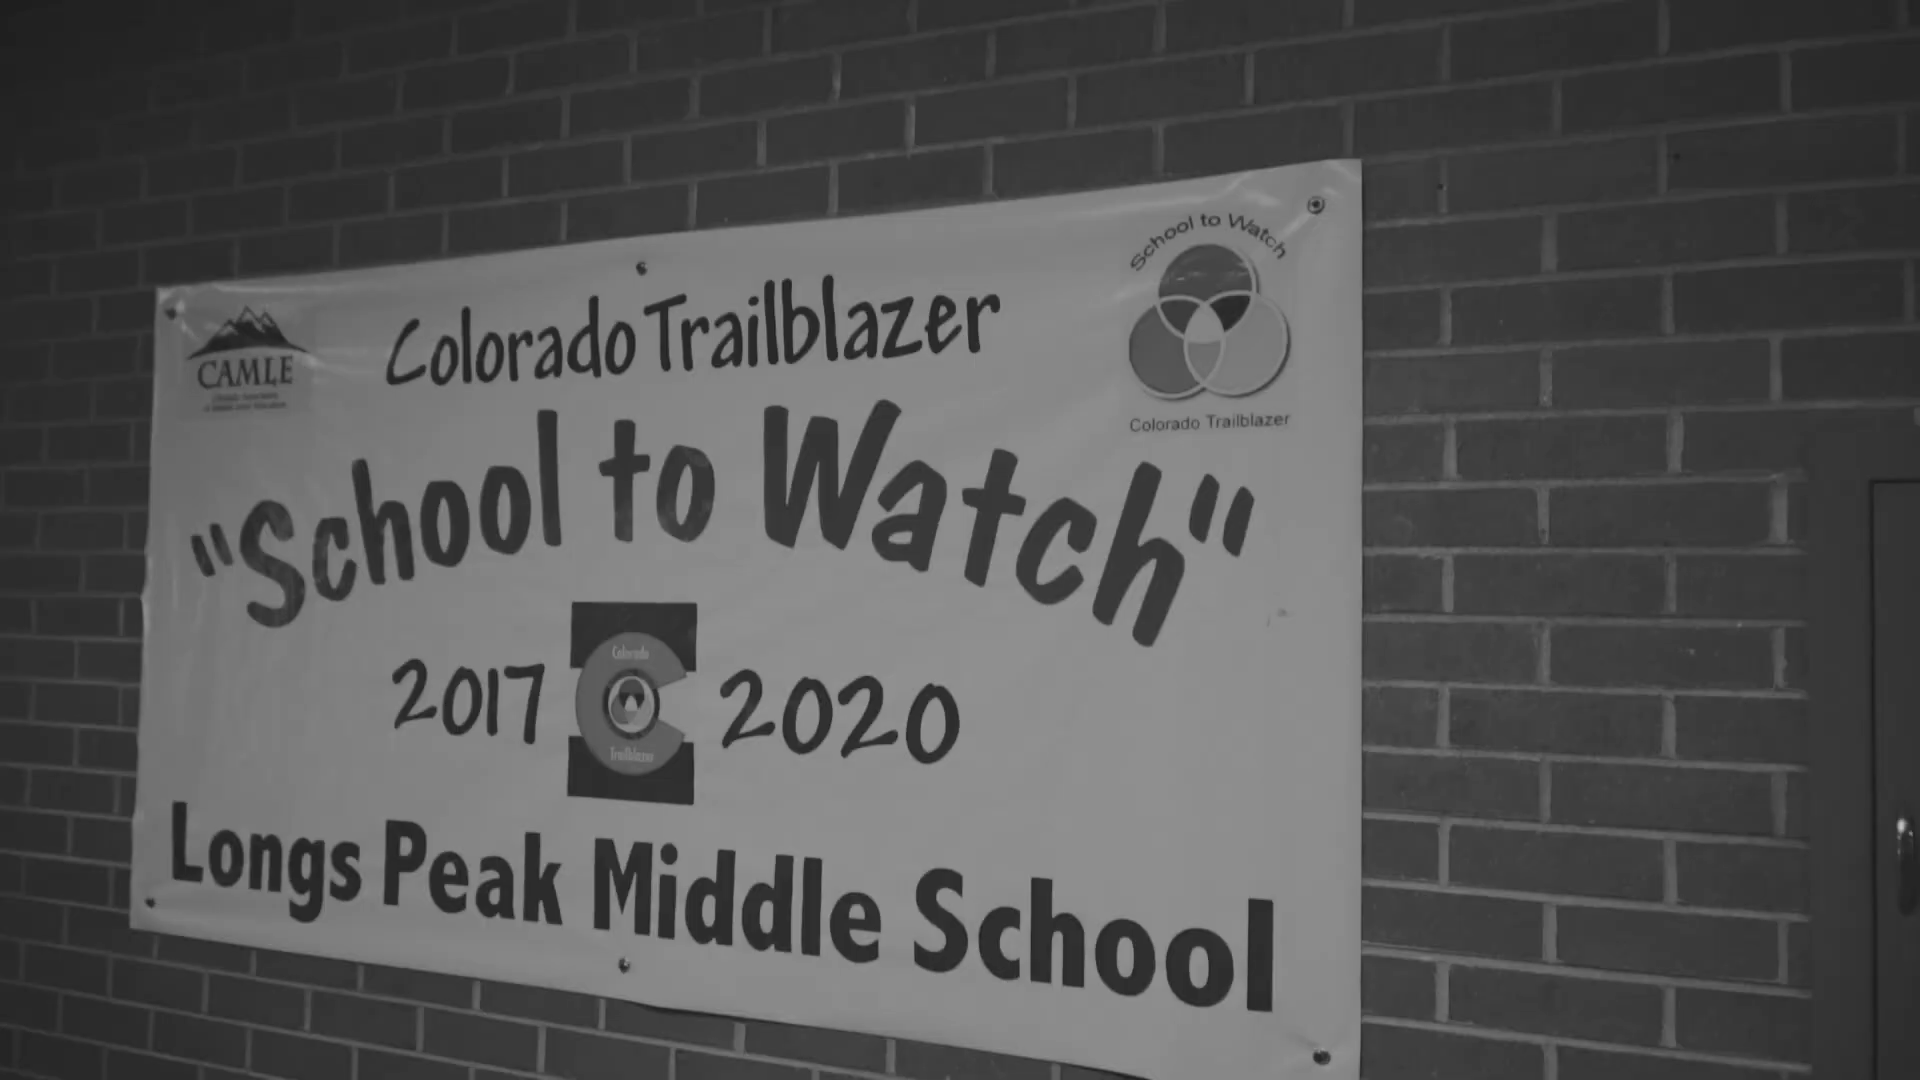 CAMLE
Colorado Trailblazer
School to Watch
Colorado Trailblazer
"School to Watch"
2017 2020
Colorado
Trailblazer
Longs Peak Middle School